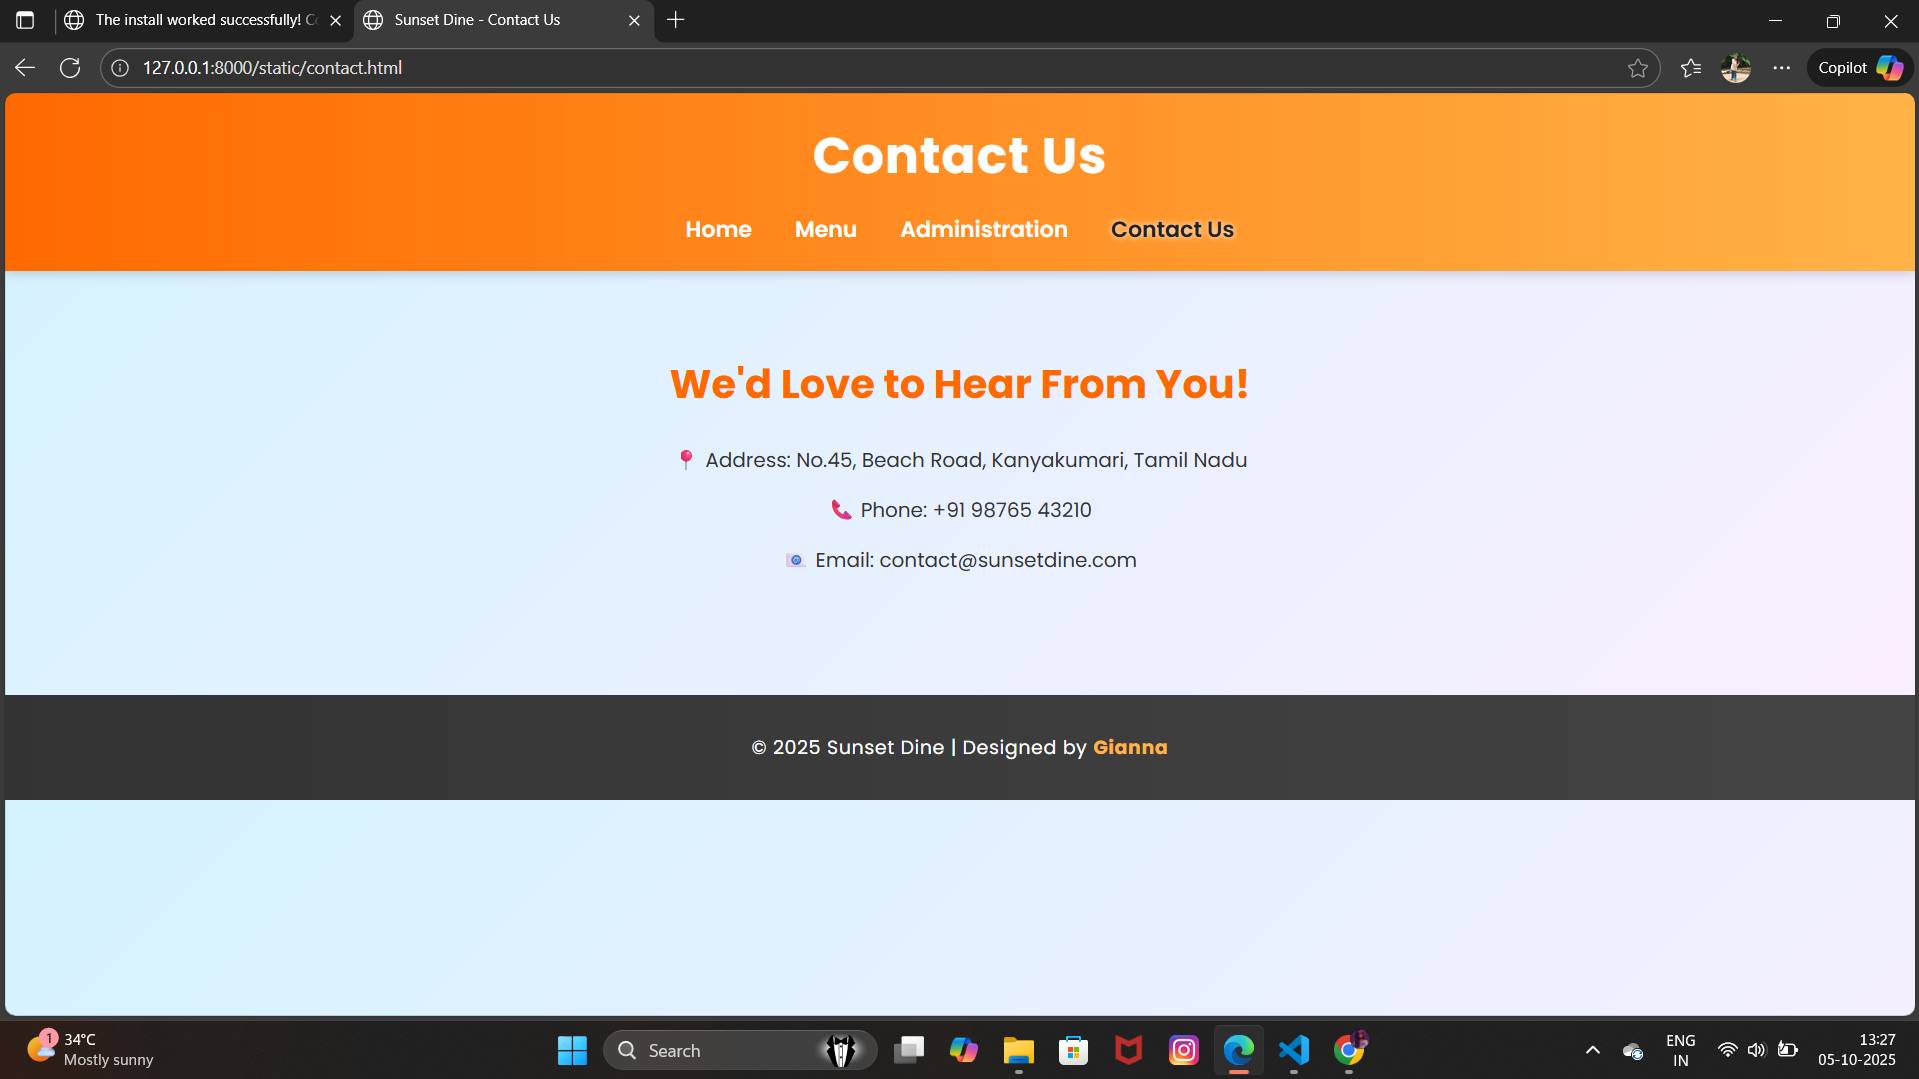 The install worked successfully! Co
Sunset Dine - Contact Us
127.0.0.1:8000/static/contact.html
Copilot
Contact Us
Home Menu Administration Contact Us
We'd Love to Hear From You!
📍 Address: No.45, Beach Road, Kanyakumari, Tamil Nadu
📞 Phone: +91 98765 43210
📧 Email: contact@sunsetdine.com
© 2025 Sunset Dine | Designed by Gianna
1
34°C
Mostly sunny
Search
ENG
IN
13:27
05-10-2025